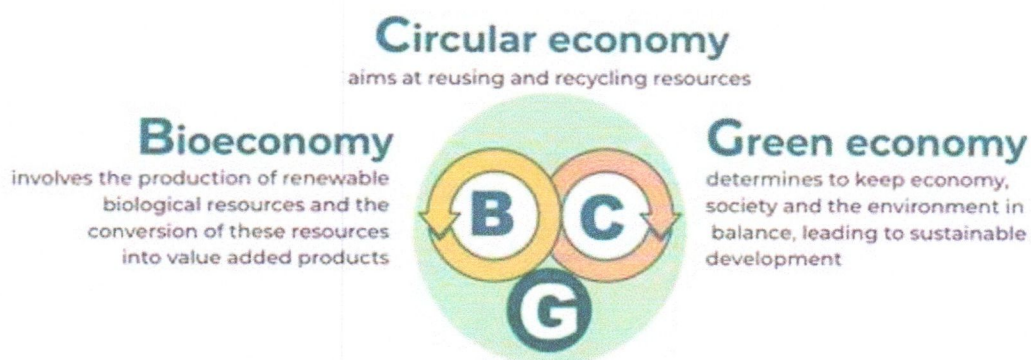 Circular economy
aims at reusing and recycling resources
Bioeconomy
involves the production of renewable
biological resources and the
conversion of these resources
into value added products
Green economy
determines to keep economy,
society and the environment in
balance, leading to sustainable
development
B
C
G